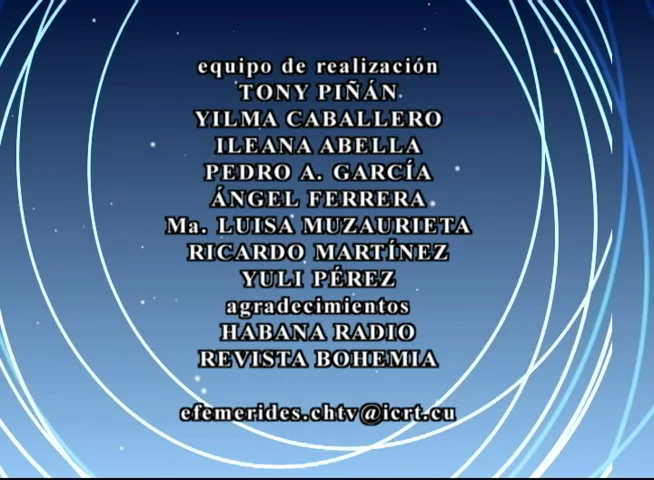 equipo de realización
TONY PIÑÁN
YILMA CABALLERO
ILEANA ABELLA
PEDRO A. GARCÍA
ÁNGEL FERRERA
Ma. LUISA MUZAURIETA
RICARDO MARTÍNEZ
YULI PÉREZ
agradecimientos
HABANA RADIO
REVISTA BOHEMIA
efemerides.chtv@icrt.cu